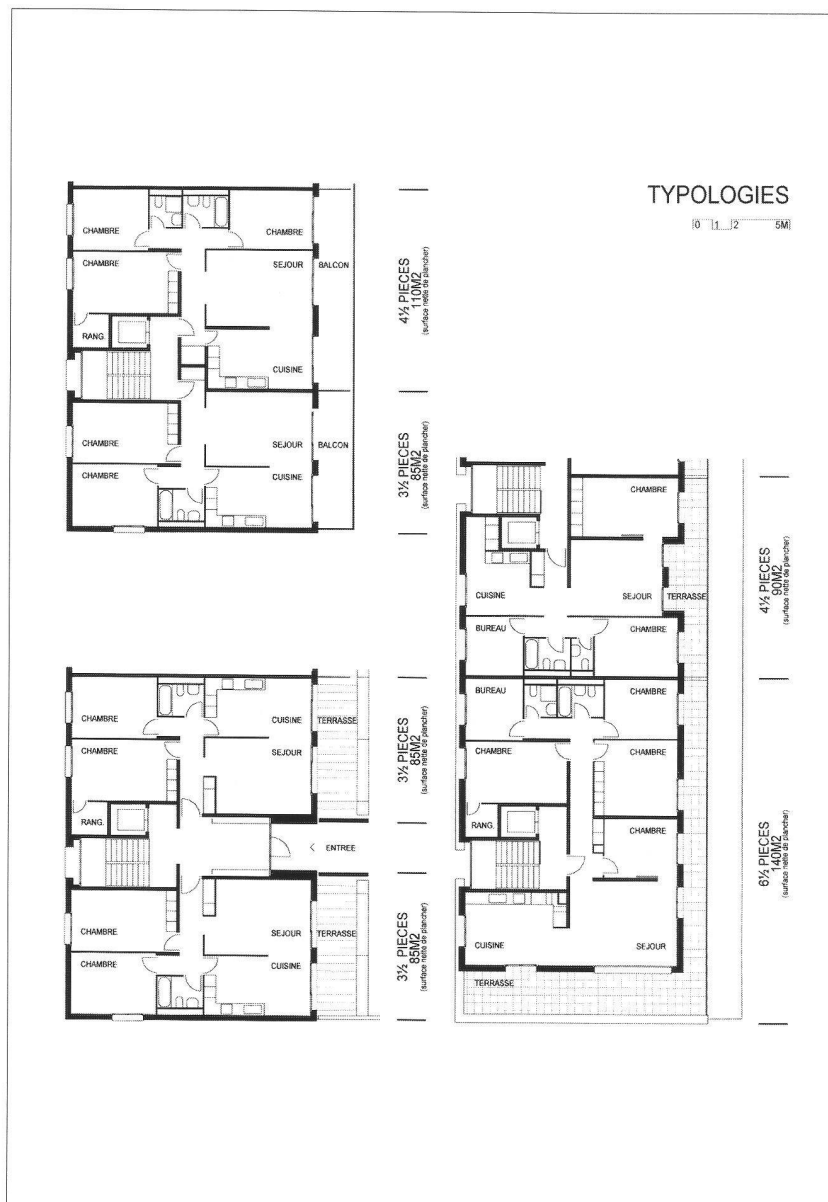 TYPOLOGIES
0 1 2 5M
CHAMBRE
CHAMBRE
CHAMBRE
SEJOUR
BALCON
RANG.
CUISINE
4½ PIECES
110M2
(surface nette de plancher)
CHAMBRE
SEJOUR
BALCON
CHAMBRE
CUISINE
3½ PIECES
85M2
(surface nette de plancher)
CHAMBRE
CUISINE
TERRASSE
CHAMBRE
SEJOUR
RANG.
3½ PIECES
85M2
(surface nette de plancher)
< ENTREE
CHAMBRE
SEJOUR
TERRASSE
CHAMBRE
CUISINE
3½ PIECES
85M2
(surface nette de plancher)
CHAMBRE
CUISINE
SEJOUR
TERRASSE
BUREAU
CHAMBRE
4½ PIECES
90M2
(surface nette de plancher)
BUREAU
CHAMBRE
CHAMBRE
CHAMBRE
RANG.
CHAMBRE
CUISINE
SEJOUR
TERRASSE
6½ PIECES
140M2
(surface nette de plancher)